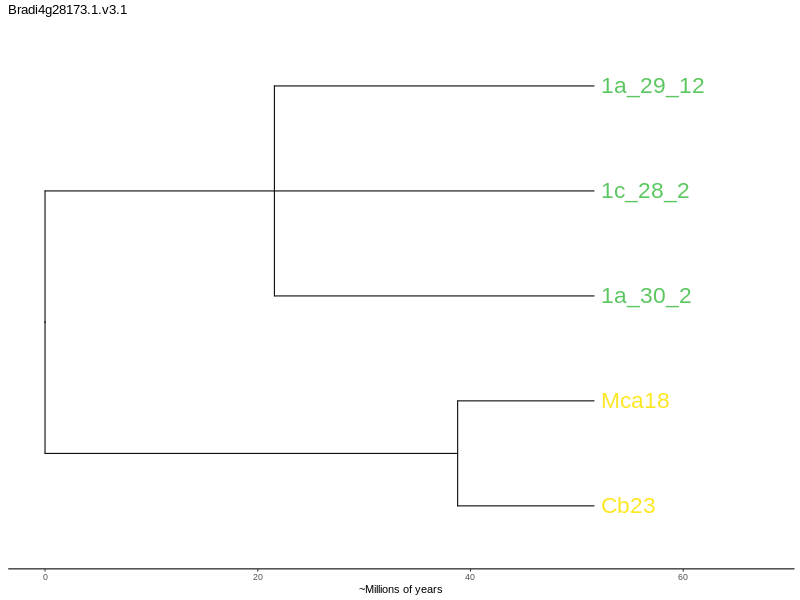 Bradi4g28173.1.v3.1
1a_29_12
1c_28_2
1a_30_2
Mca18
Cb23
0 20 40 60
~Millions of years